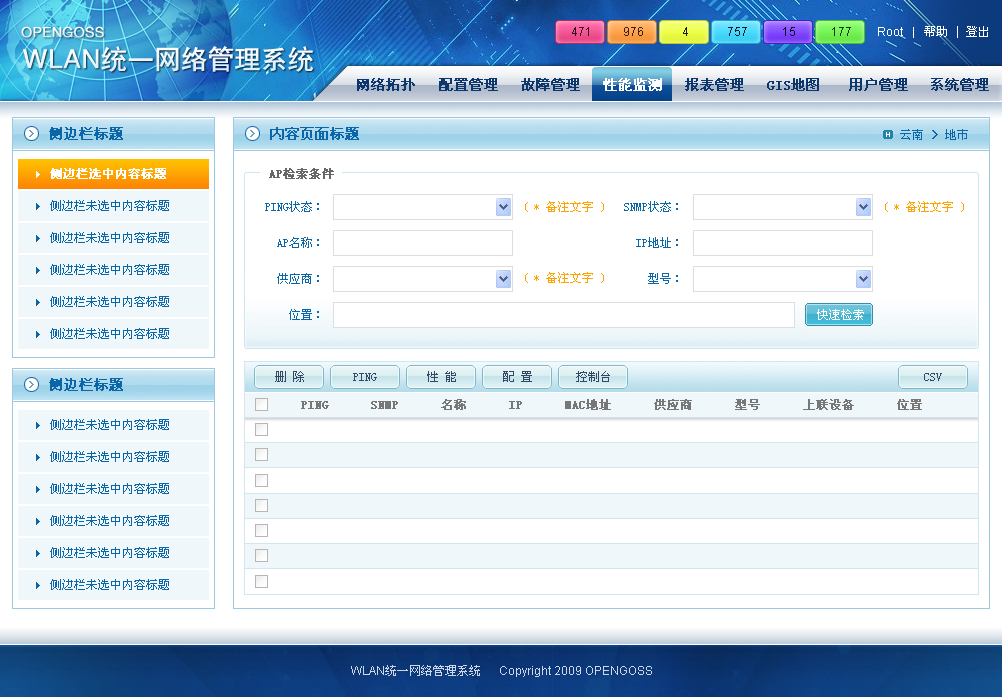 OPENGOSS
WLAN统一网络管理系统
471 976 4 757 15 177 Root | 帮助 | 登出
网络拓扑 配置管理 故障管理 性能监测 报表管理 GIS地图 用户管理 系统管理
侧边栏标题
侧边栏选中内容标题
侧边栏未选中内容标题
侧边栏未选中内容标题
侧边栏未选中内容标题
侧边栏未选中内容标题
侧边栏未选中内容标题
侧边栏标题
侧边栏未选中内容标题
侧边栏未选中内容标题
侧边栏未选中内容标题
侧边栏未选中内容标题
侧边栏未选中内容标题
侧边栏未选中内容标题
内容页面标题
H 云南 > 地市
AP检索条件
PING状态： （ * 备注文字 ） SNMP状态： （ * 备注文字 ）
AP名称： IP地址：
供应商： （ * 备注文字 ） 型号：
位置： 快速检索
删 除 PING 性 能 配 置 控制台 CSV
PING SNMP 名称 IP MAC地址 供应商 型号 上联设备 位置
WLAN统一网络管理系统 Copyright 2009 OPENGOSS